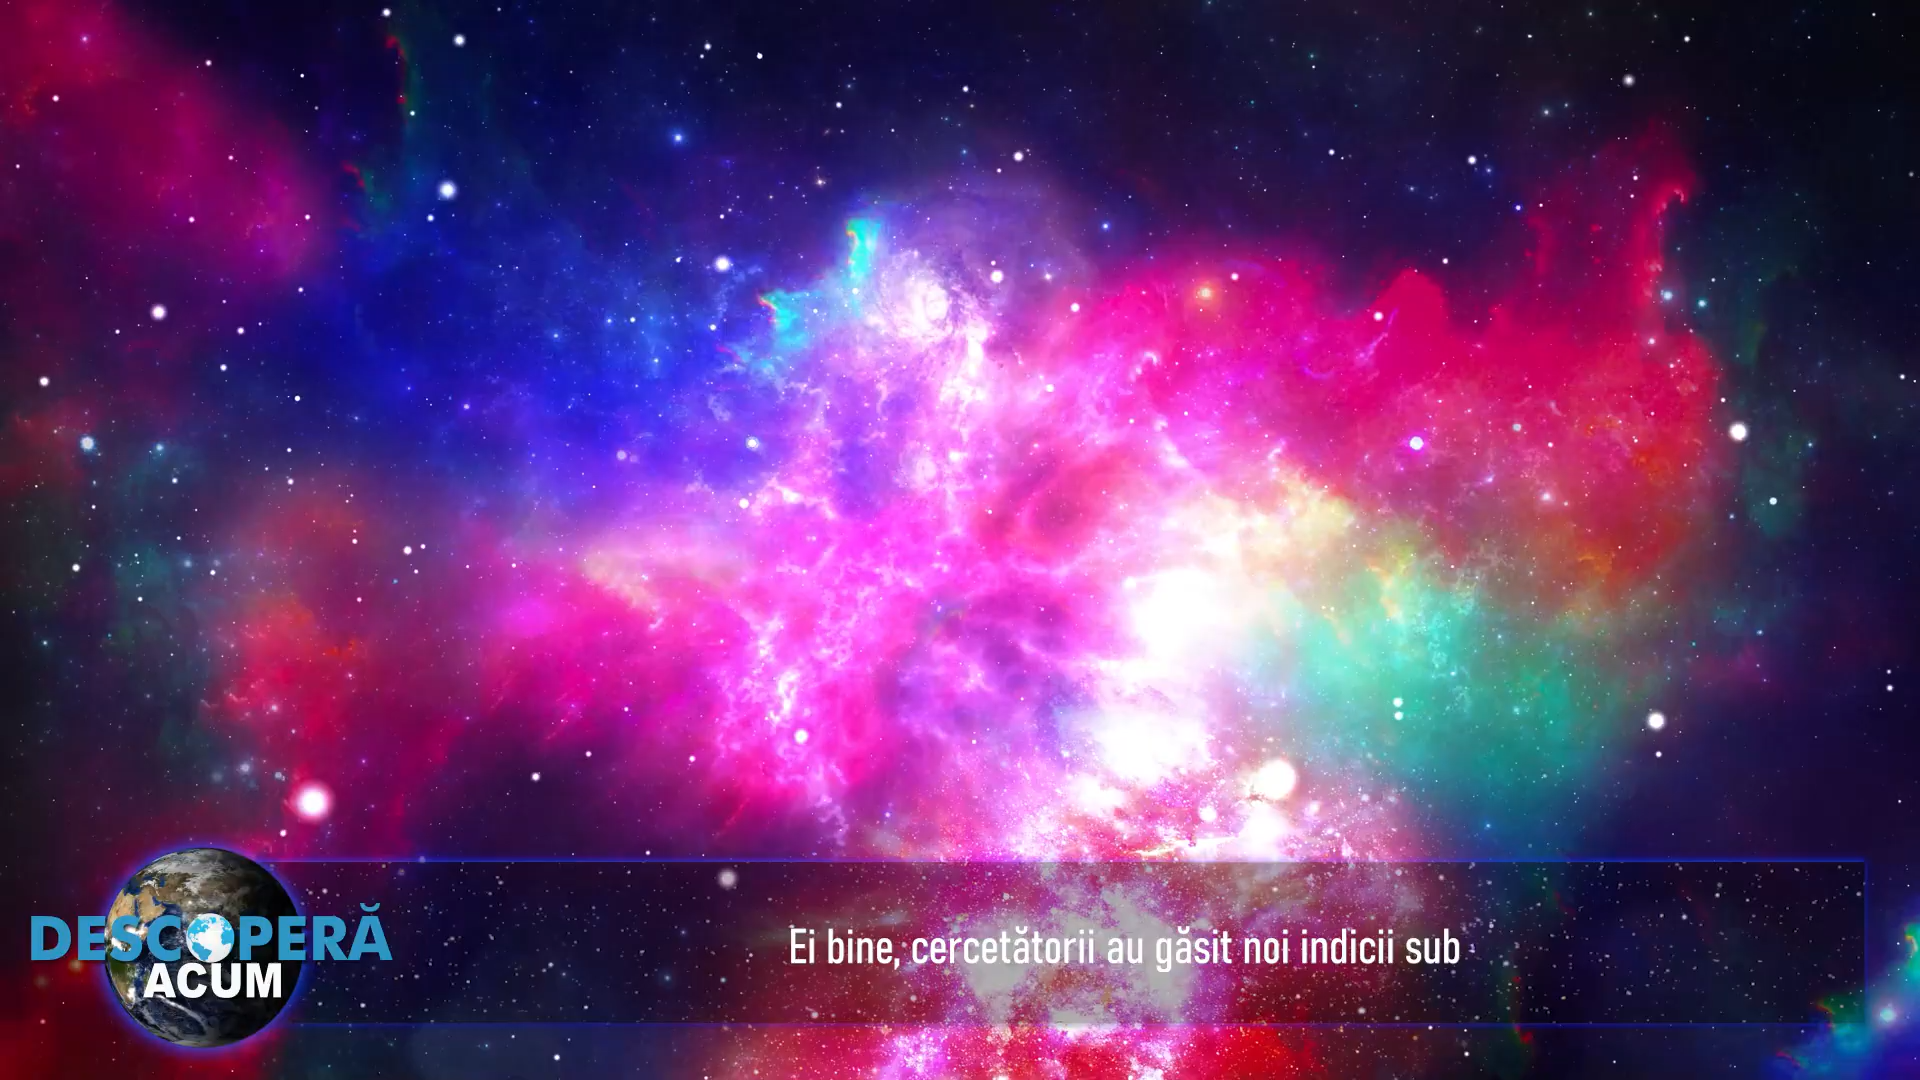 DESCOPERĂ
ACUM
Ei bine, cercetătorii au găsit noi indicii sub